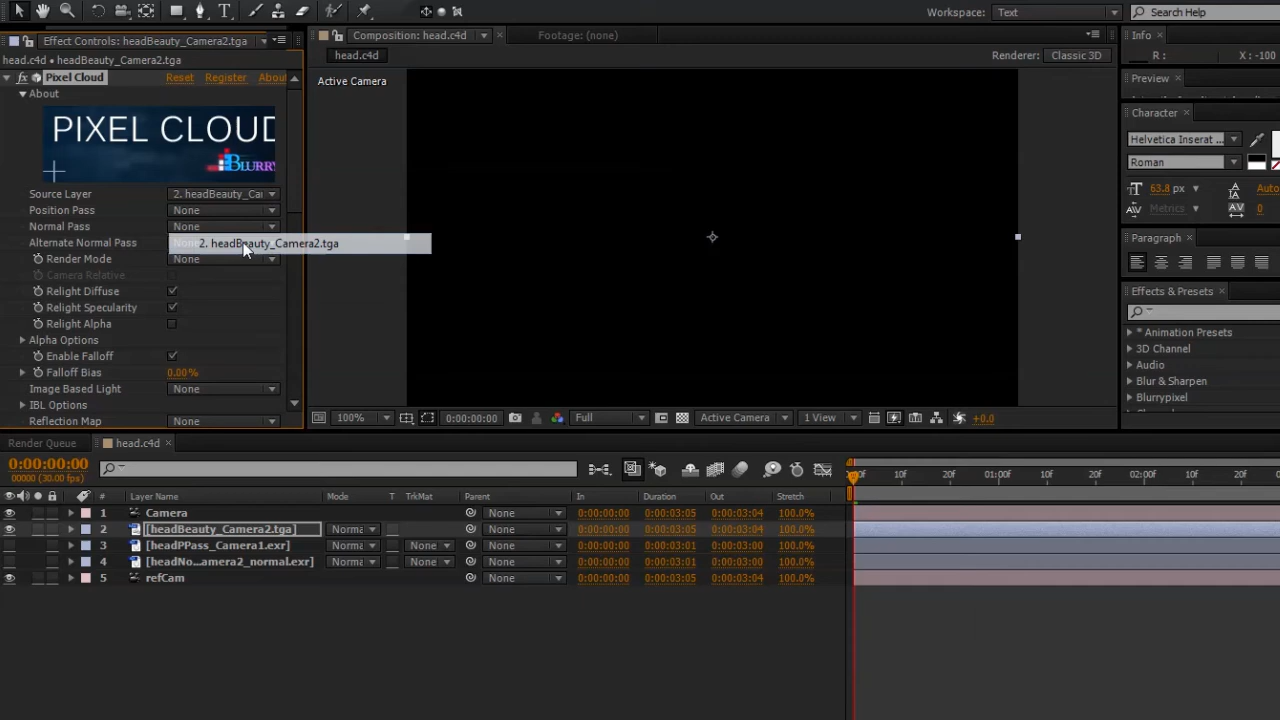 Workspace: Text Search Help
Effect Controls: headBeauty_Camera2.tga
Composition: head.c4d Footage: (none)
Info
head.c4d • headBeauty_Camera2.tga
head.c4d
Renderer: Classic 3D
R : X : -100
fx Pixel Cloud Reset Register About
Active Camera
Preview
About
PIXEL CLOUD
BLURRY
Character
Helvetica Inserat ...
Roman
63.8 px Auto
Metrics 0
Source Layer 2. headBeauty_Ca
Position Pass None
Normal Pass None
Alternate Normal Pass
2. headBeauty_Camera2.tga
Render Mode None
Camera Relative
Relight Diffuse
Relight Specularity
Relight Alpha
Alpha Options
Enable Falloff
Falloff Bias 0.00 %
Image Based Light None
IBL Options
Reflection Map None
Paragraph
Effects & Presets
* Animation Presets
3D Channel
Audio
Blur & Sharpen
Blurrypixel
100% 0:00:00:00 Full Active Camera 1 View +0.0
Render Queue head.c4d
0:00:00:00
00000 (30.00 fps)
10f 20f 01:00f 10f 20f 02:00f 10f 20f
# Layer Name Mode T TrkMat Parent In Duration Out Stretch
1 Camera None 0:00:00:00 0:00:03:05 0:00:03:04 100.0%
2 [headBeauty_Camera2.tga] Norma None 0:00:00:00 0:00:03:05 0:00:03:04 100.0%
3 [headPPass_Camera1.exr] Norma None None 0:00:00:00 0:00:03:01 0:00:03:00 100.0%
4 [headNo...amera2_normal.exr] Norma None None 0:00:00:00 0:00:03:01 0:00:03:00 100.0%
5 refCam None 0:00:00:00 0:00:03:05 0:00:03:04 100.0%